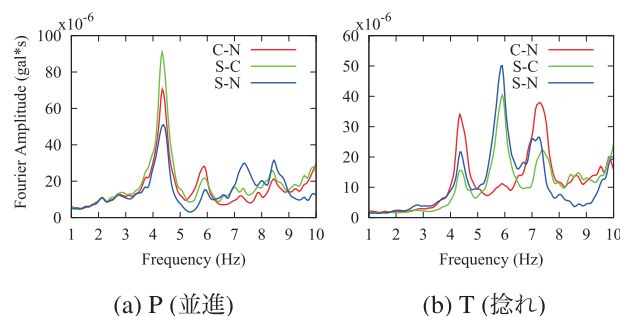 x10⁻⁶
100
80
60
40
20
0
Fourier Amplitude (gal*s)
C-N
S-C
S-N
1 2 3 4 5 6 7 8 9 10
Frequency (Hz)
(a) P (並進)
x10⁻⁶
60
50
40
30
20
10
0
C-N
S-C
S-N
1 2 3 4 5 6 7 8 9 10
Frequency (Hz)
(b) T (捻れ)